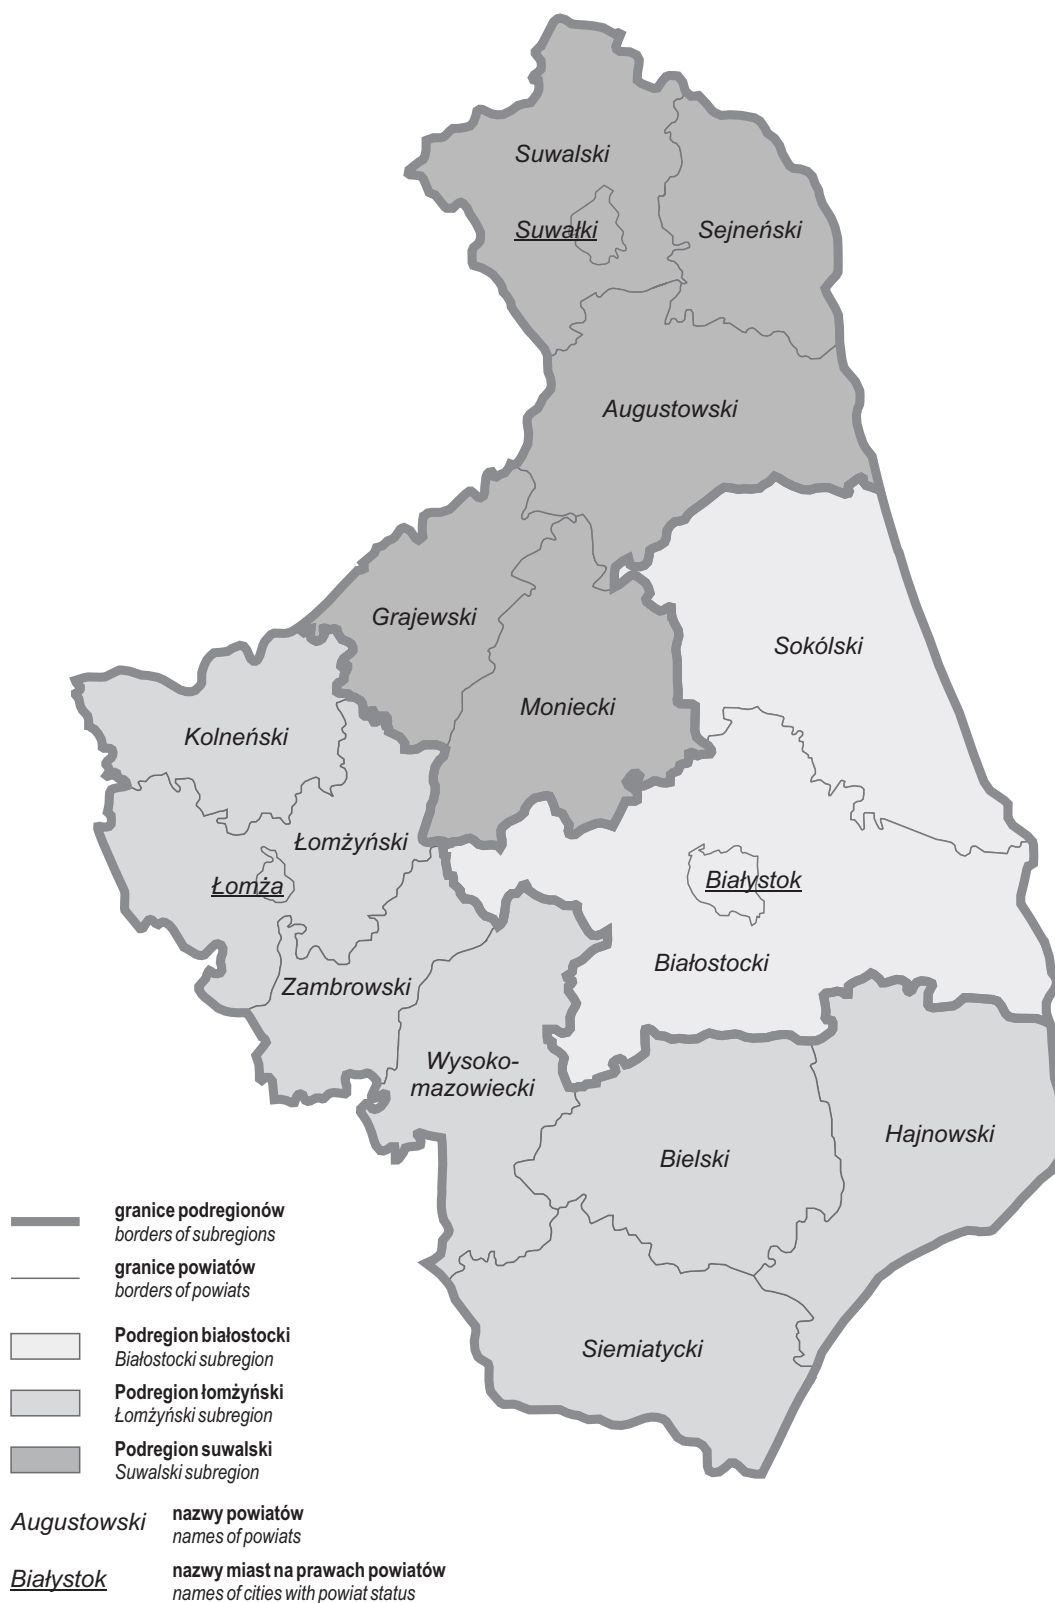 Suwalski
Suwałki
Sejneński
Augustowski
Grajewski
Sokólski
Moniecki
Kolneński
Łomżyński
Łomża
Białystok
Białostocki
Zambrowski
Wysoko-
mazowiecki
Hajnowski
Bielski
Siemiatycki
granice podregionów
borders of subregions
granice powiatów
borders of powiats
Podregion białostocki
Białostocki subregion
Podregion łomżyński
Łomżyński subregion
Podregion suwalski
Suwalski subregion
Augustowski
nazwy powiatów
names of powiats
Białystok
nazwy miast na prawach powiatów
names of cities with powiat status